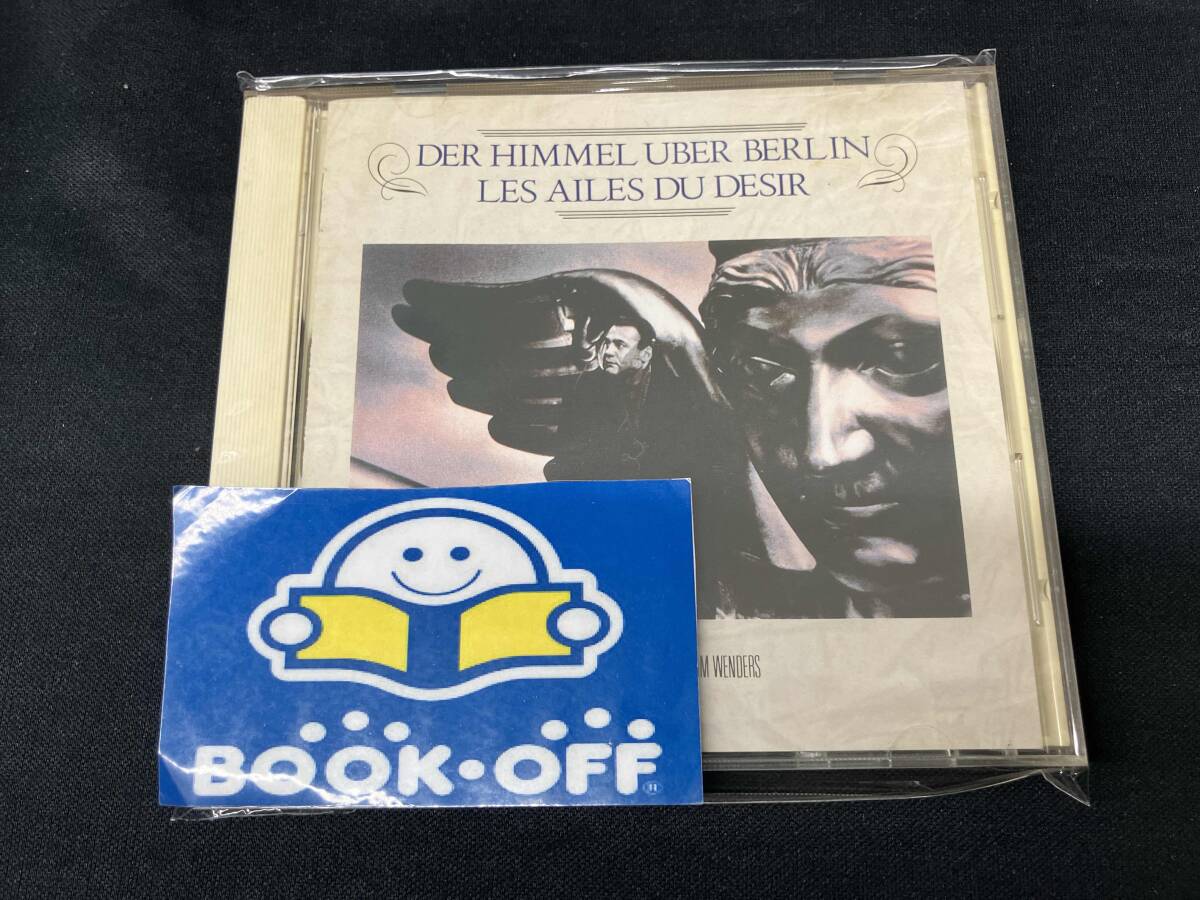 DER HIMMEL UBER BERLIN
LES AILES DU DESIR
WENDERS
BOOK·OFF